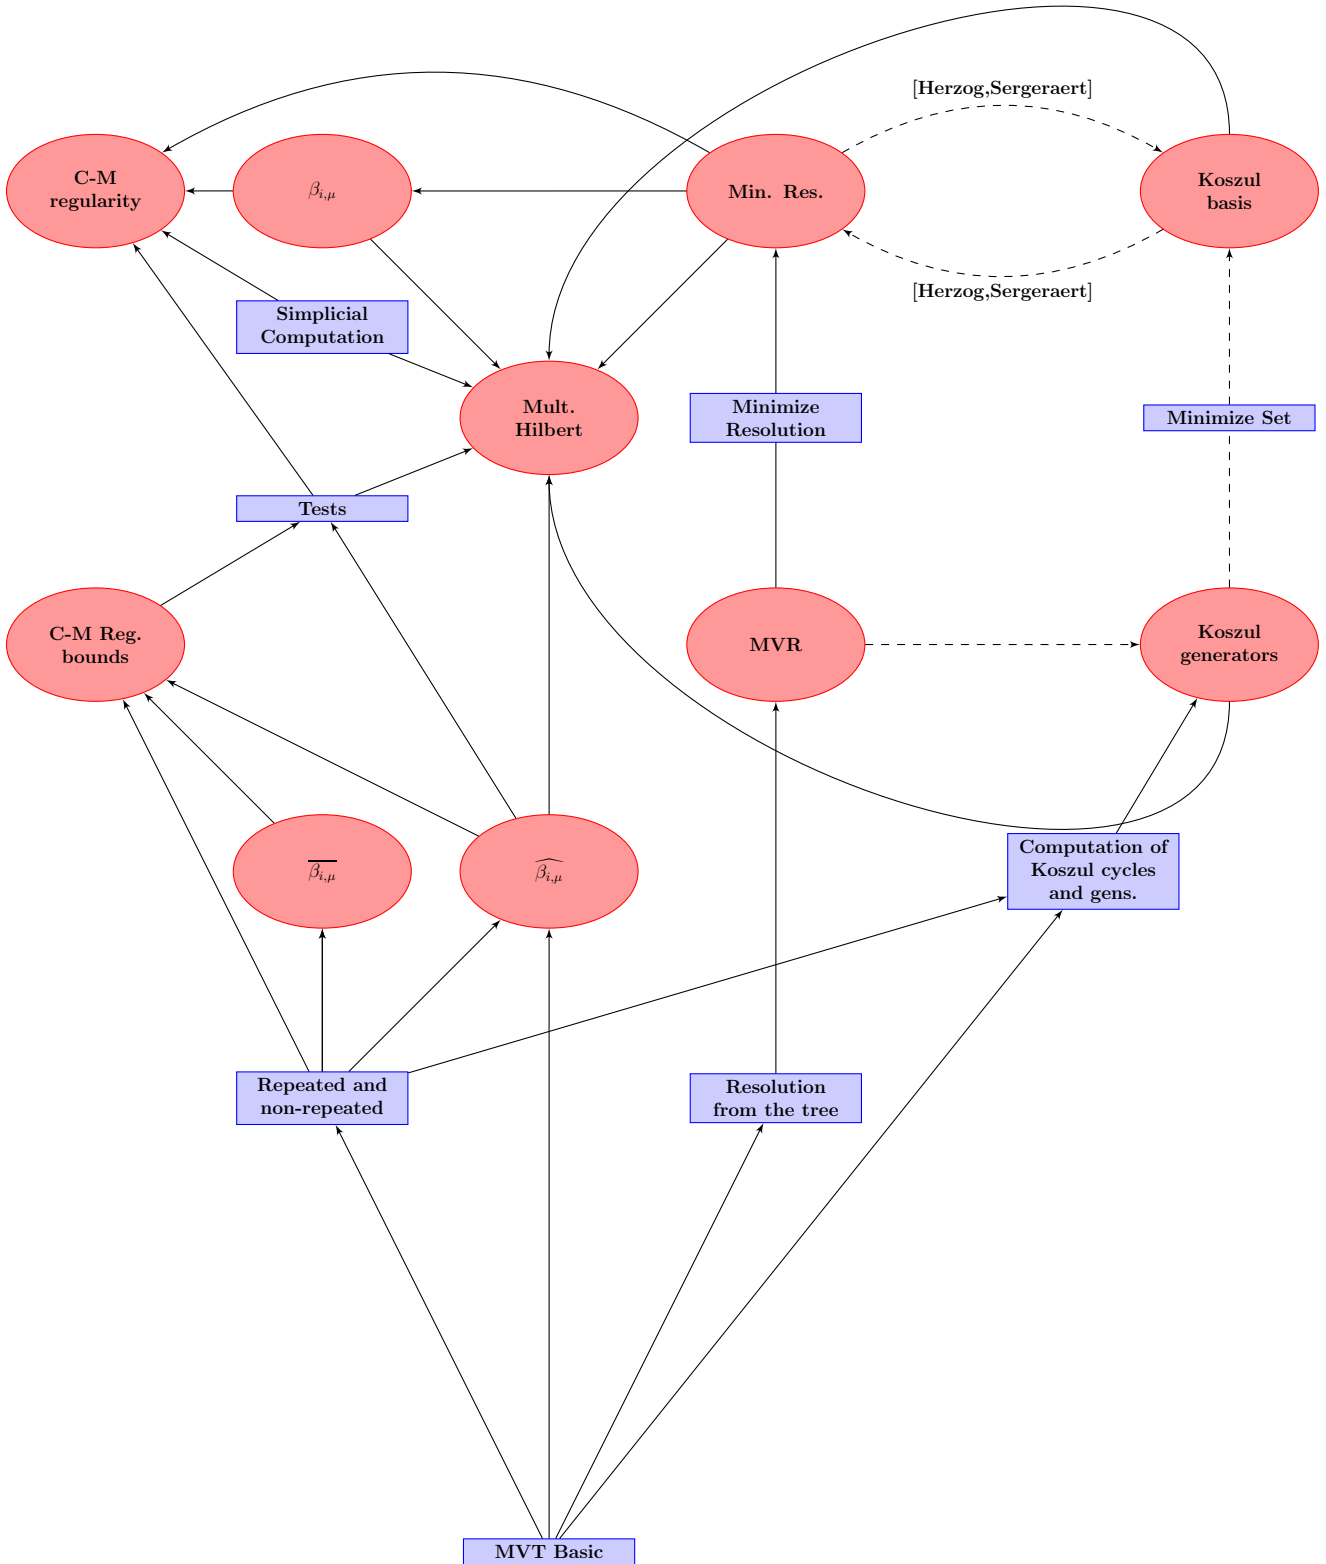 [Herzog,Sergeraert]
C-M
regularity
β_{i,μ}
Min. Res.
Koszul
basis
[Herzog,Sergeraert]
Simplicial
Computation
Mult.
Hilbert
Minimize
Resolution
Minimize Set
Tests
C-M Reg.
bounds
MVR
Koszul
generators
\overline{β_{i,μ}}
\widehat{β_{i,μ}}
Computation of
Koszul cycles
and gens.
Repeated and
non-repeated
Resolution
from the tree
MVT Basic